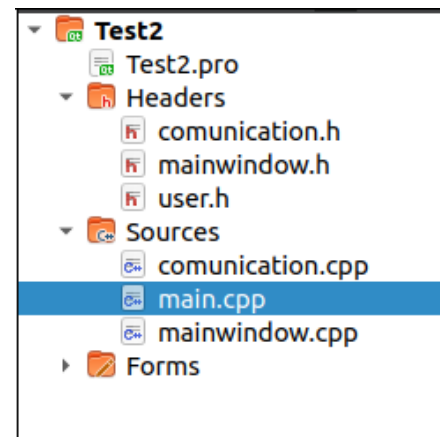 Test2
Test2.pro
Headers
comunication.h
mainwindow.h
user.h
Sources
comunication.cpp
main.cpp
mainwindow.cpp
Forms